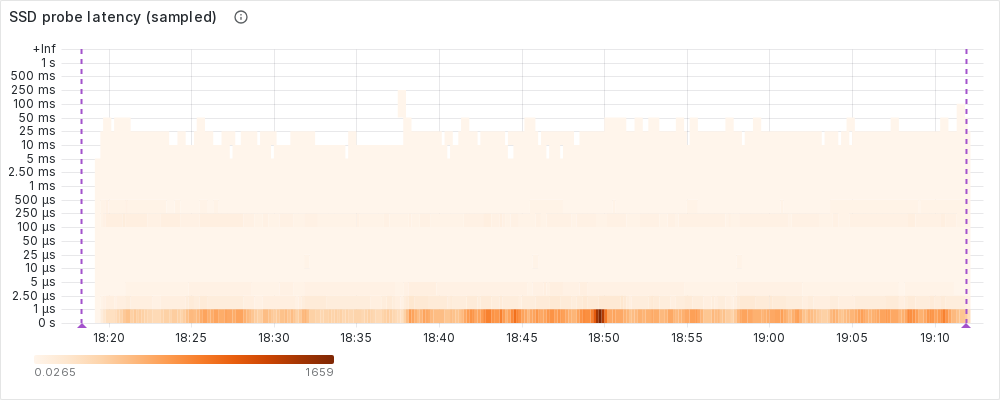 SSD probe latency (sampled)
+Inf
1 s
500 ms
250 ms
100 ms
50 ms
25 ms
10 ms
5 ms
2.50 ms
1 ms
500 µs
250 µs
100 µs
50 µs
25 µs
10 µs
5 µs
2.50 µs
1 µs
0 s
18:20 18:25 18:30 18:35 18:40 18:45 18:50 18:55 19:00 19:05 19:10
0.0265 1659